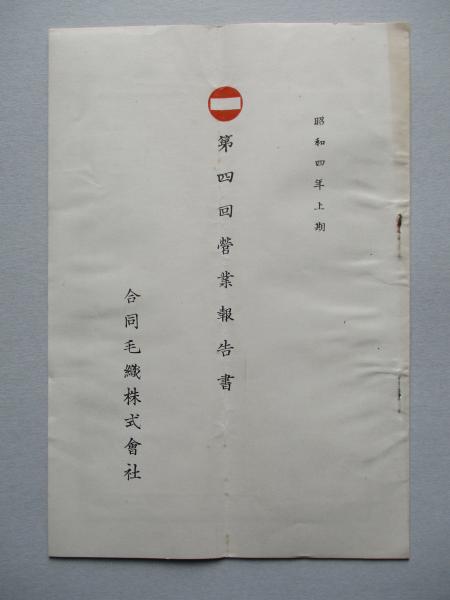 昭和四年上期
第四回營業報告書
合同毛織株式會社